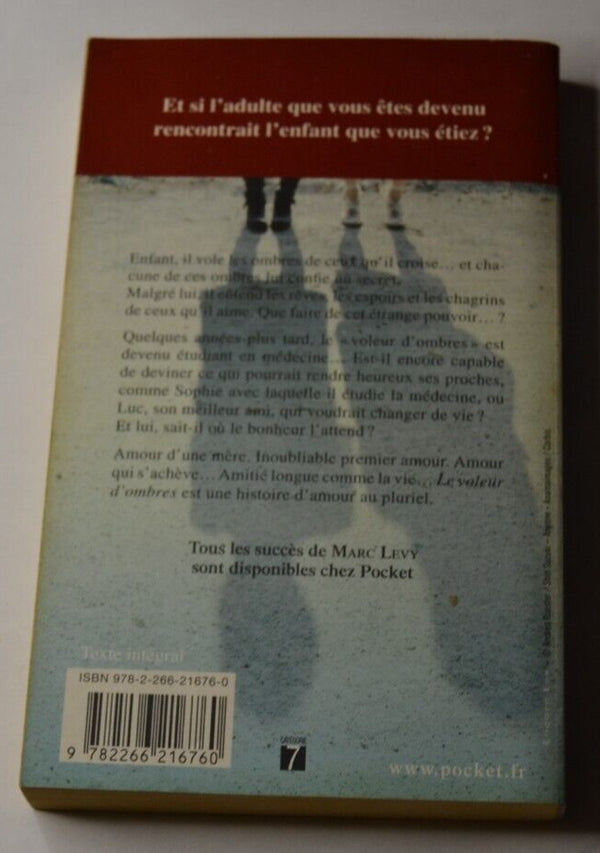 Et si l'adulte que vous êtes devenu
rencontrait l'enfant que vous étiez ?
Enfant, il vole les ombres de ceux qu'il croise... et cha-
cune de ces ombres lui confie un secret.
Malgré lui, il entend les rêves, les espoirs et les chagrins
de ceux qu'il aime. Que faire de cet étrange pouvoir... ?
Quelques années plus tard, le « voleur d'ombres » est
devenu étudiant en médecine... Est-il encore capable
de deviner ce qui pourrait rendre heureux ses proches,
comme Sophie avec laquelle il étudie la médecine, ou
Luc, son meilleur ami, qui voudrait changer de vie ?
Et lui, sait-il où le bonheur l'attend ?
Amour d'une mère. Inoubliable premier amour. Amour
qui s'achève... Amitié longue comme la vie... Le voleur
d'ombres est une histoire d'amour au pluriel.
Tous les succès de MARC LEVY
sont disponibles chez Pocket
Texte intégral
ISBN 978-2-266-21676-0
9 782266 216760
CATÉGORIE
7
www.pocket.fr